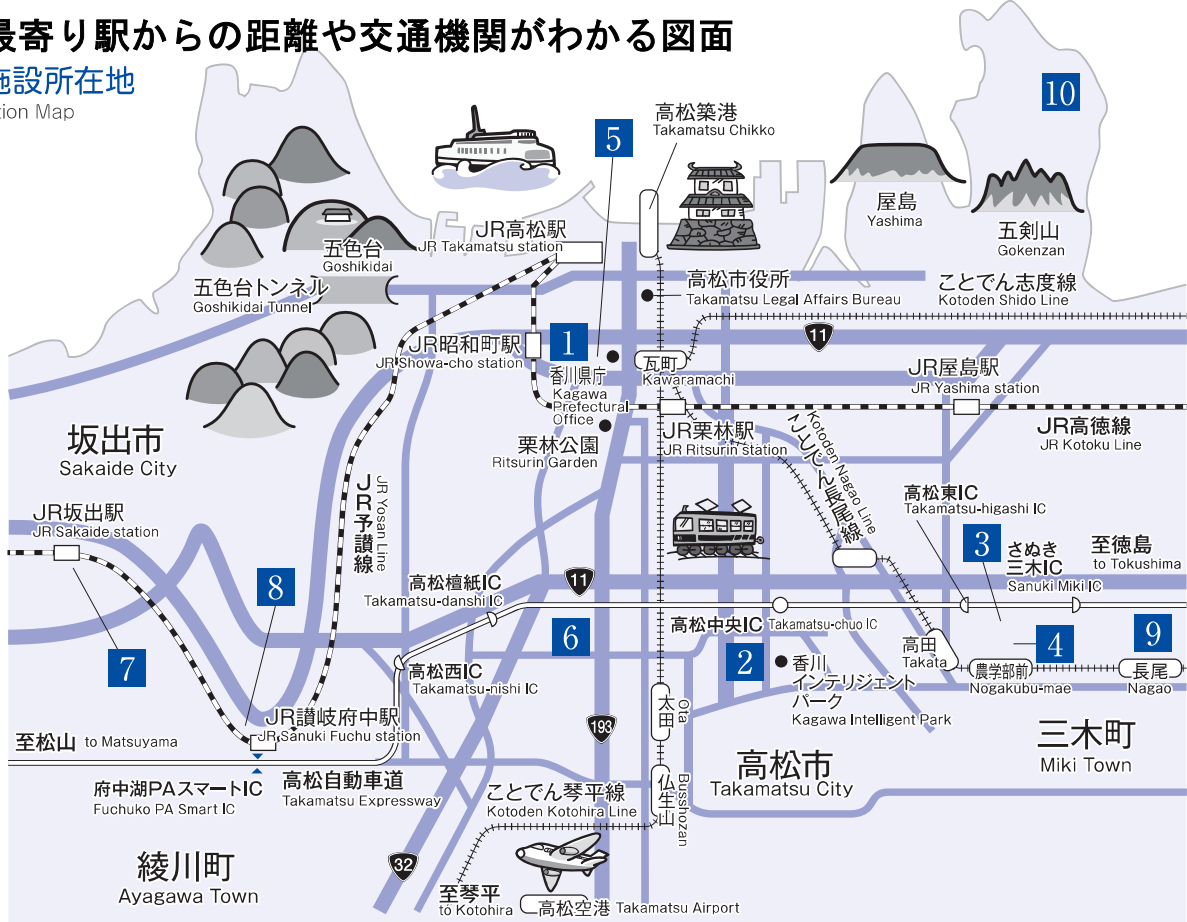 最寄り駅からの距離や交通機関がわかる図面
施設所在地
tion Map
10
5
高松築港
Takamatsu Chikko
屋島
Yashima
五剣山
Gokenzan
JR高松駅
JR Takamatsu station
五色台
Goshikidai
五色台トンネル
Goshikidai Tunnel
高松市役所
Takamatsu Legal Affairs Bureau
ことでん志度線
Kotoden Shido Line
11
JR昭和町駅
JR Showa-cho station
1
香川県庁
Kagawa
Prefectural
Office
瓦町
Kawaramachi
JR屋島駅
JR Yashima station
栗林公園
Ritsurin Garden
JR栗林駅
JR Ritsurin station
JR高徳線
JR Kotoku Line
坂出市
Sakaide City
JR予讃線
JR Yosan Line
ことでん長尾線
Kotoden Nagao Line
高松東IC
Takamatsu-higashi IC
JR坂出駅
JR Sakaide station
3
さぬき
三木IC
Sanuki Miki IC
至徳島
to Tokushima
8
高松檀紙IC
Takamatsu-danshi IC
11
6
高松中央IC Takamatsu-chuo IC
7
高松西IC
Takamatsu-nishi IC
2
香川
インテリジェント
パーク
Kagawa Intelligent Park
高田
Takata
4
農学部前
Nogakubu-mae
9
長尾
Nagao
太田
Ota
193
JR讃岐府中駅
JR Sanuki Fuchu station
至松山 to Matsuyama
府中湖PAスマートIC
Fuchuko PA Smart IC
高松自動車道
Takamatsu Expressway
ことでん琴平線
Kotoden Kotohira Line
仏生山
Busshozan
高松市
Takamatsu City
三木町
Miki Town
綾川町
Ayagawa Town
32
至琴平
to Kotohira
高松空港 Takamatsu Airport